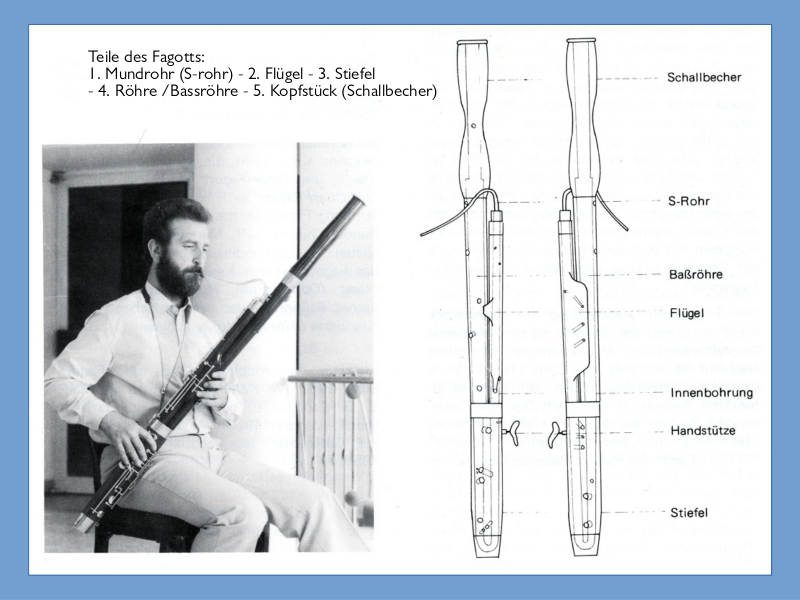 Teile des Fagotts:
1. Mundrohr (S-rohr) - 2. Flügel - 3. Stiefel
- 4. Röhre /Bassröhre - 5. Kopfstück (Schallbecher)
Schallbecher
S-Rohr
Baßröhre
Flügel
Innenbohrung
Handstütze
Stiefel